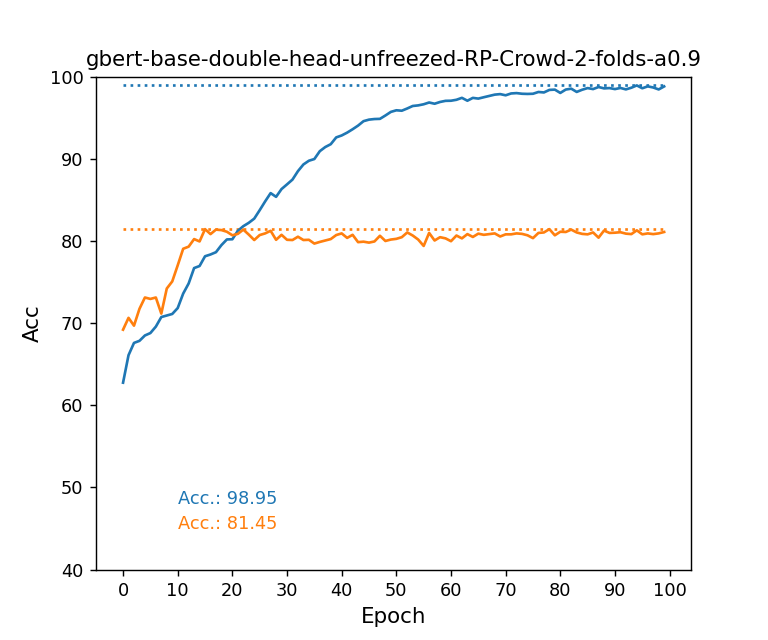 gbert-base-double-head-unfreezed-RP-Crowd-2-folds-a0.9
100
90
80
70
60
50
40
Acc
Acc.: 98.95
Acc.: 81.45
0 10 20 30 40 50 60 70 80 90 100
Epoch